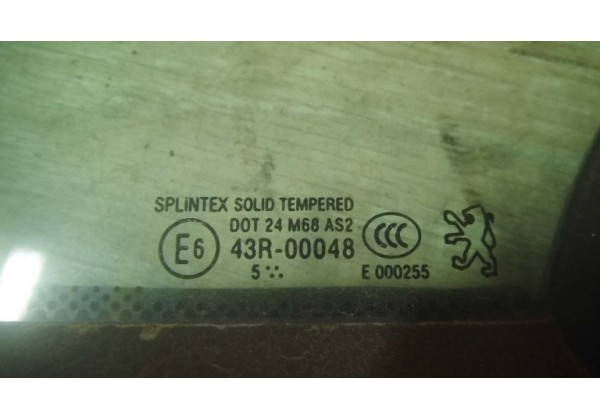 SPLINTEX SOLID TEMPERED
DOT 24 M68 AS2
E6 43R-00048 CCC
5 E 000255